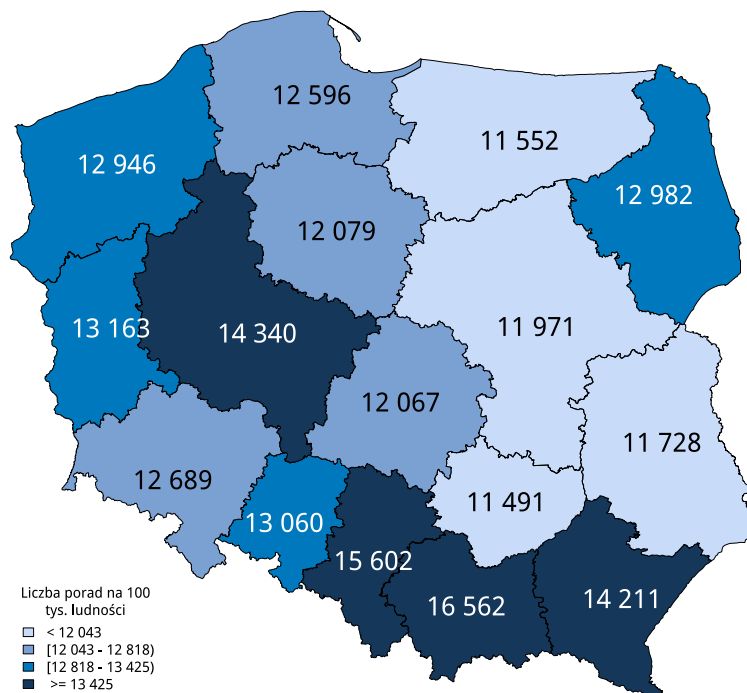 12 596
11 552
12 946
12 982
12 079
13 163
14 340
11 971
12 067
11 728
12 689
11 491
13 060
15 602
14 211
16 562
Liczba porad na 100
tys. ludności
< 12 043
[12 043 - 12 818)
[12 818 - 13 425)
>= 13 425